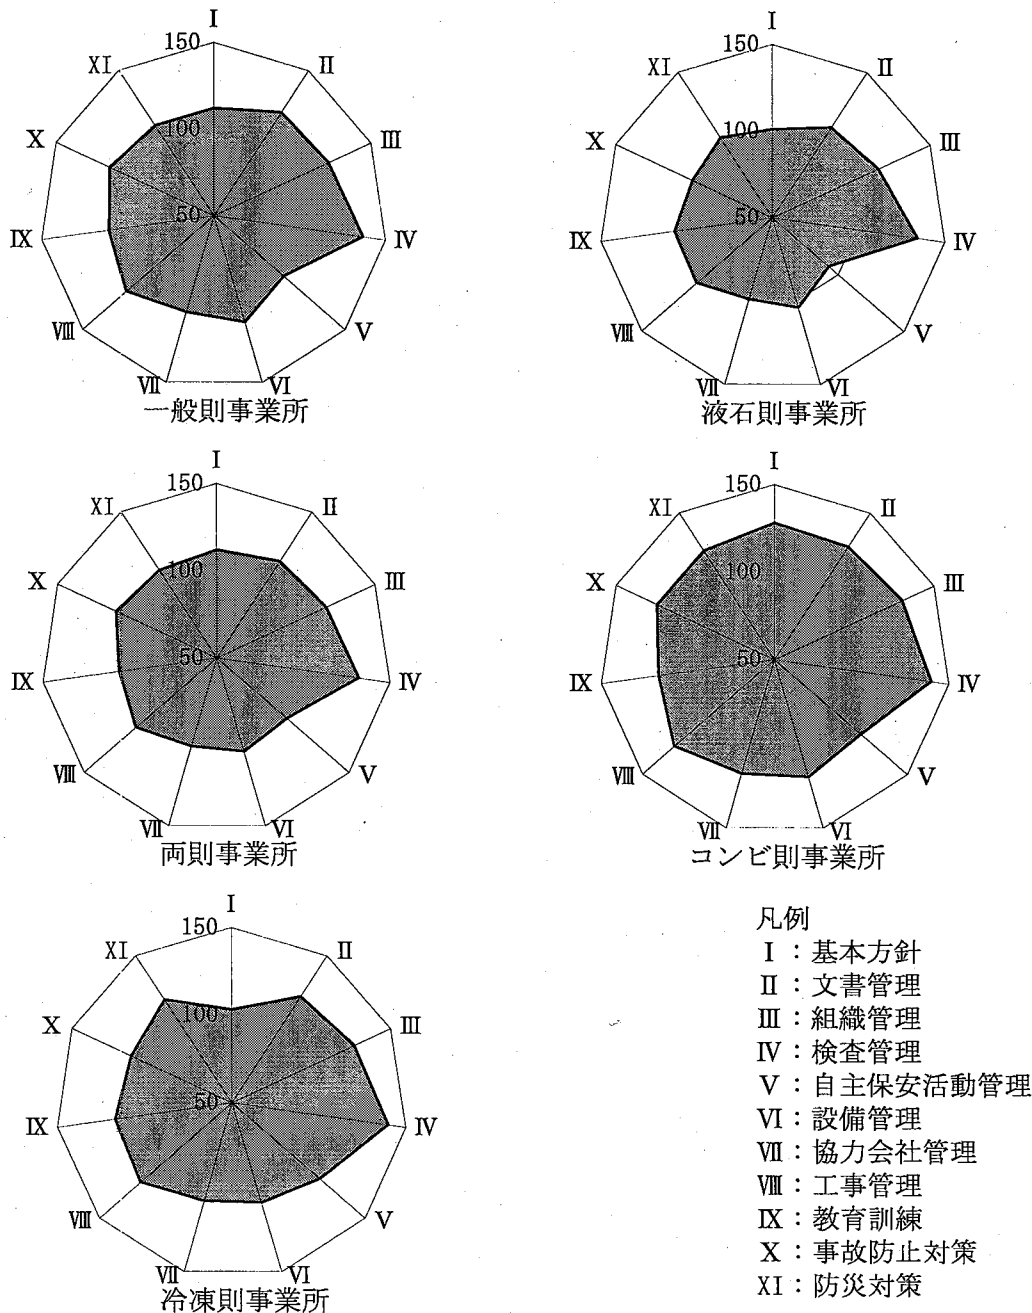 I
150
XI
II
100
X
III
50
IX
IV
VIII
V
VII
VI
一般則事業所
I
150
XI
II
100
X
III
50
IX
IV
VIII
V
VII
VI
液石則事業所
I
150
XI
II
100
X
III
50
IX
IV
VIII
V
VII
VI
両則事業所
I
150
XI
II
100
X
III
50
IX
IV
VIII
V
VII
VI
コンビ則事業所
I
150
XI
II
100
X
III
50
IX
IV
VIII
V
VII
VI
冷凍則事業所
凡例
I：基本方針
II：文書管理
III：組織管理
IV：検査管理
V：自主保安活動管理
VI：設備管理
VII：協力会社管理
VIII：工事管理
IX：教育訓練
X：事故防止対策
XI：防災対策